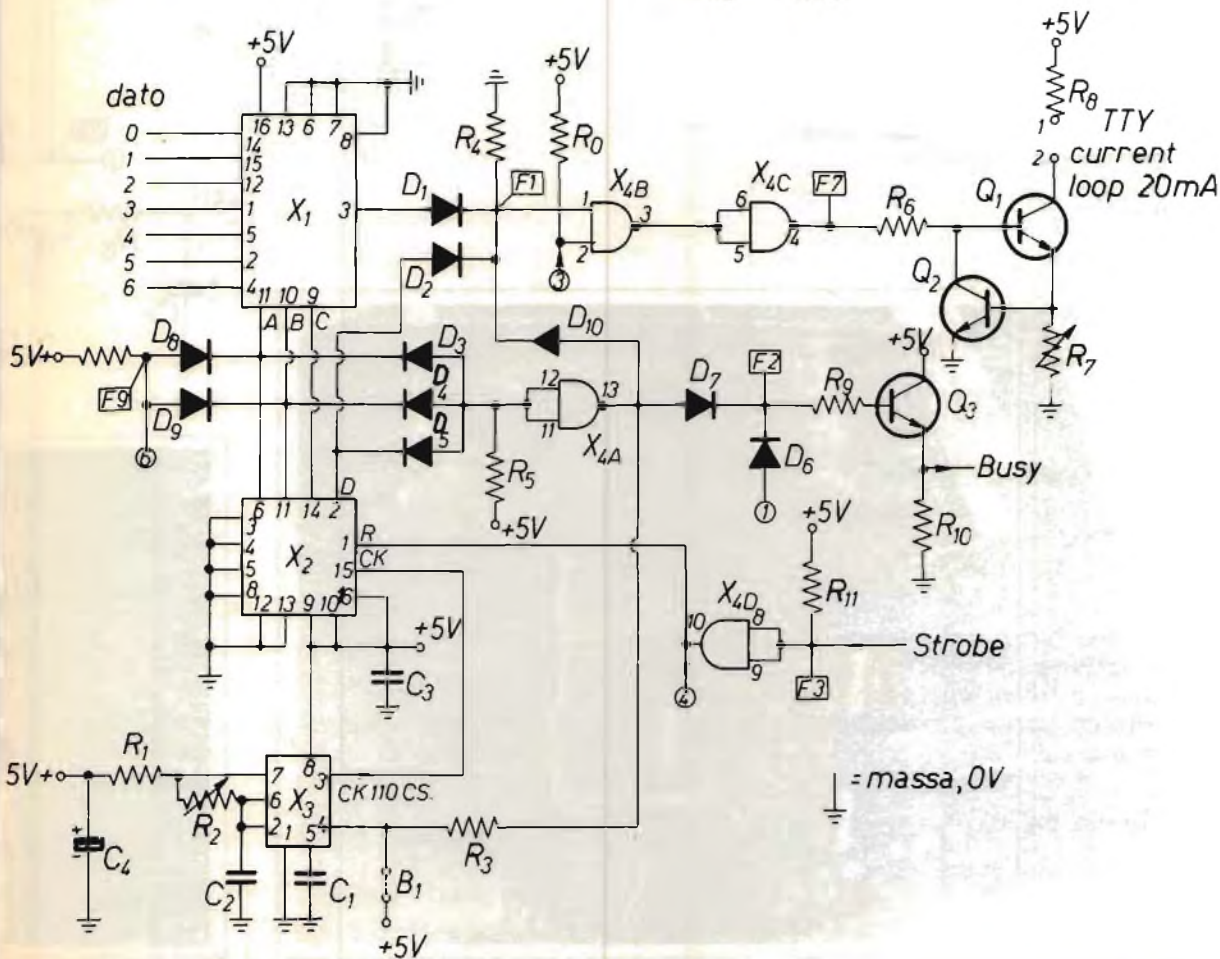 +5V
+5V
+5V
dato
0
1
2
3
4
5
6
16 13 6 7
8
14
15
12
1
5
2
4
X1
3
11 10 9
A B C
R4
R0
R8
1
TTY
2
current
loop 20mA
D1
D2
F1
X4B
1
2
3
3
X4C
6
5
4
F7
R6
Q1
Q2
R7
D10
5V+
D8
D9
F9
6
D3
D4
D5
12
11
13
X4A
R5
+5V
D7
F2
D6
1
R9
+5V
Q3
Busy
R10
D
6 11 14 2
3
4
5
8
X2
1
R
15
CK
16
12 13 9 10
+5V
C3
+5V
R11
X4D
10
8
9
4
Strobe
F3
5V+
R1
R2
C4
7
6
2
8
3
X3
1 5 4
CK110 CS.
C2
C1
R3
B1
+5V
= massa, 0V